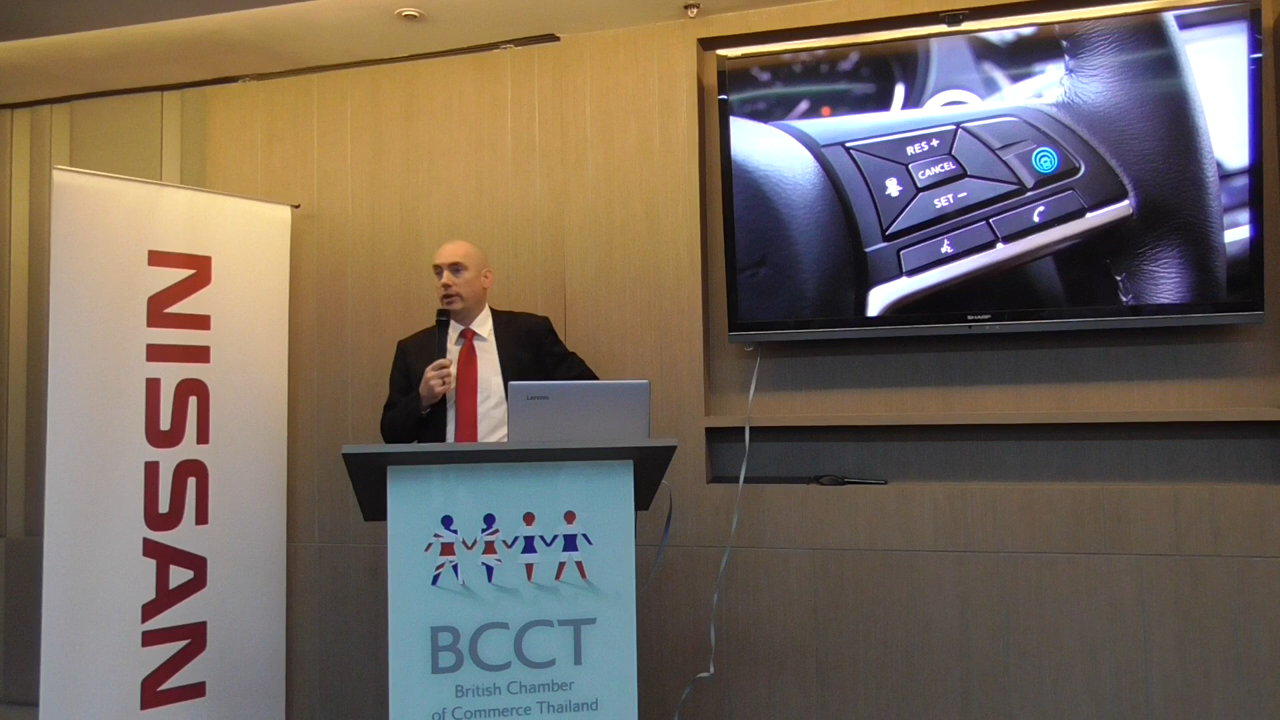 NISSAN
RES +
CANCEL
SET −
SHARP
Lenovo
BCCT
British Chamber
of Commerce Thailand